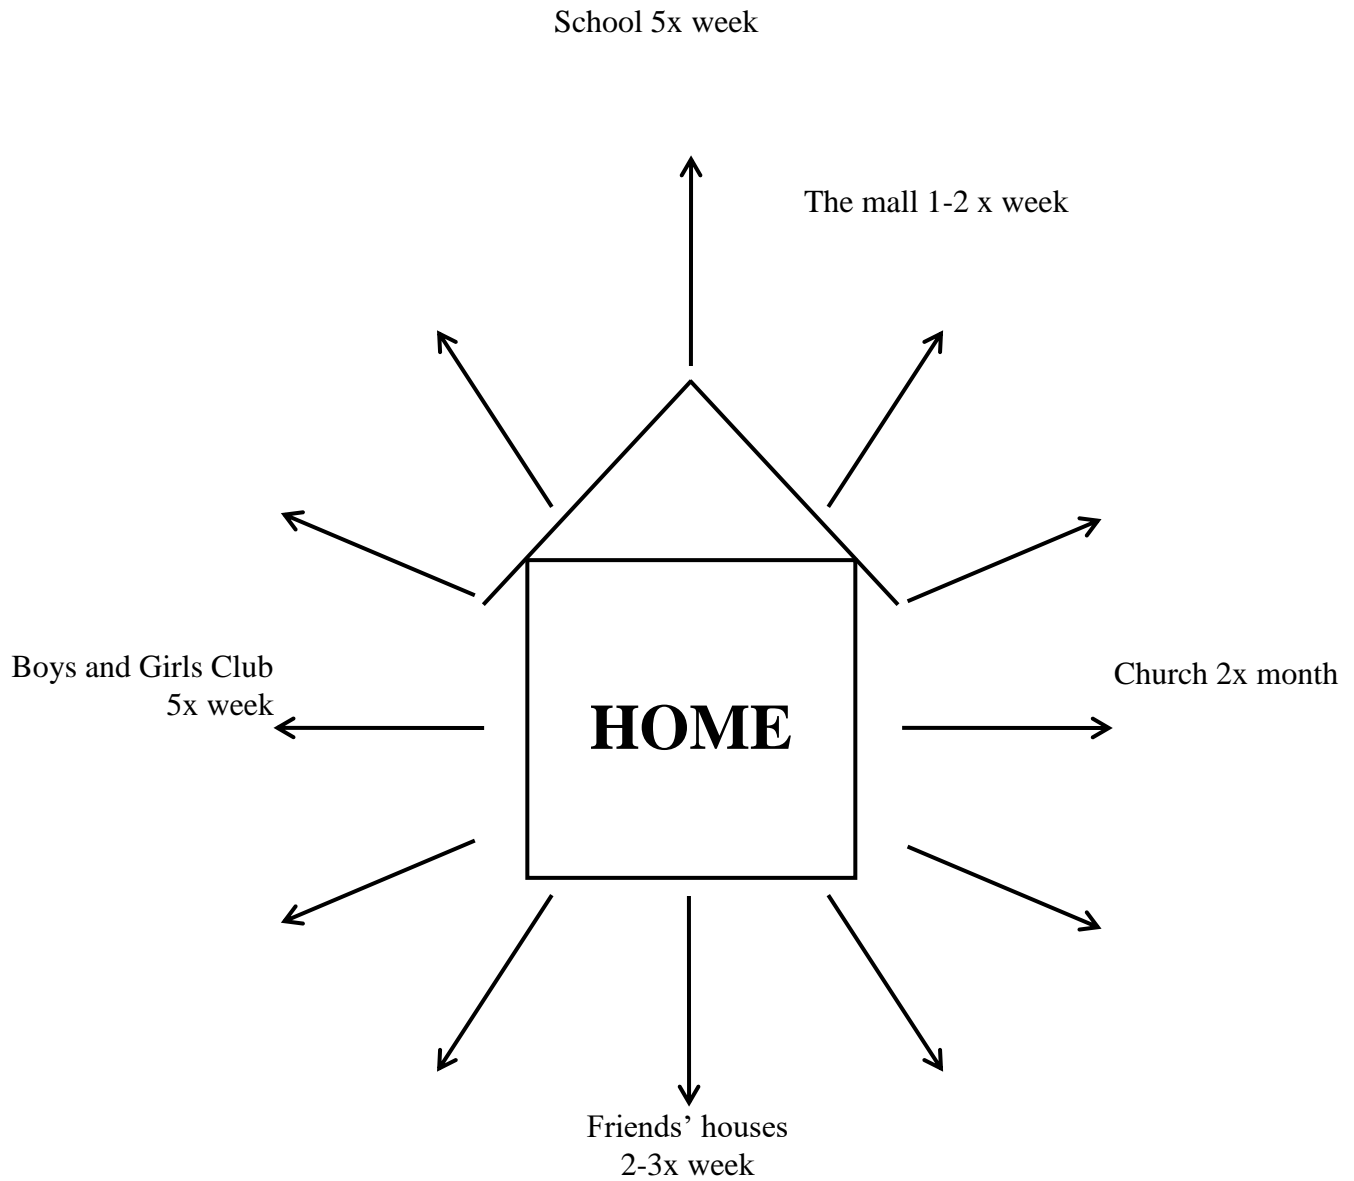 School 5x week
The mall 1-2 x week
Boys and Girls Club
5x week
Church 2x month
HOME
Friends’ houses
2-3x week